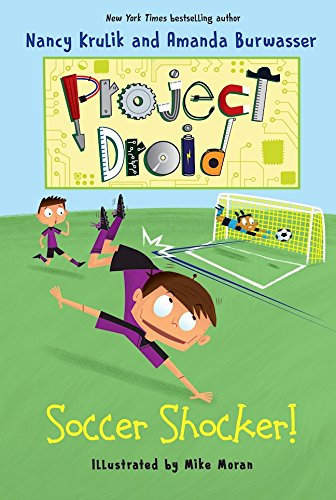 New York Times bestselling author
Nancy Krulik and Amanda Burwasser
Project
Droid
Soccer Shocker!
Illustrated by Mike Moran